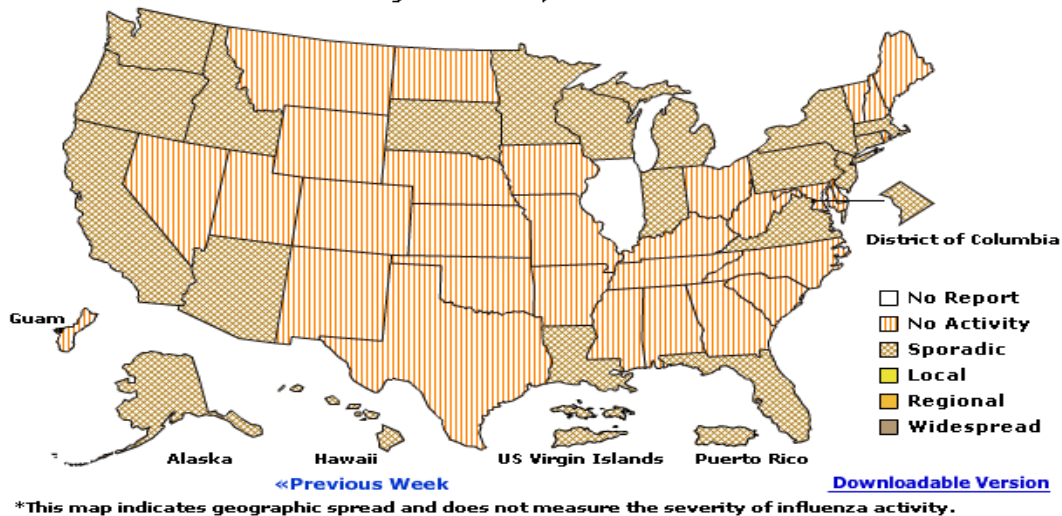 District of Columbia
No Report
Guam
No Activity
Sporadic
Local
Regional
Widespread
Alaska
Hawaii
US Virgin Islands
Puerto Rico
«Previous Week
Downloadable Version
*This map indicates geographic spread and does not measure the severity of influenza activity.